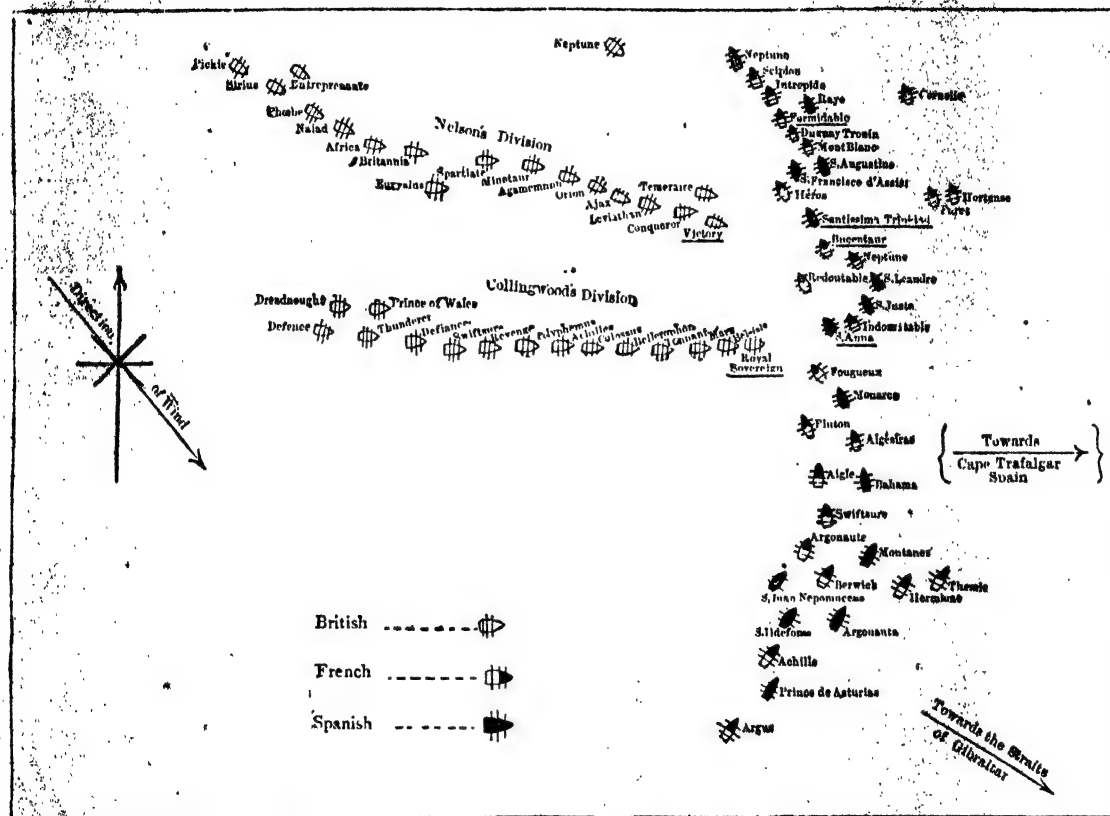 Neptune
Pickle
Sirius
Entreprenante
Phoebe
Naiad
Africa
Britannia
Euryalus
Nelson's Division
Spartiate
Minotaur
Agamemnon
Orion
Ajax
Leviathan
Temeraire
Conqueror
Victory
Neptune
Scipion
Intrepide
Rayo
Cornelie
Formidable
Duguay Trouin
Mont Blanc
S. Augustino
S. Francisco d'Assisi
Héros
Hortense
Santissima Trinidad
Bucentaur
Neptune
Redoutable
S. Leandro
S. Justo
Indomitable
S. Anna
Collingwood's Division
Dreadnought
Prince of Wales
Defence
Thunderer
Defiance
Swiftsure
Revenge
Polyphemus
Achilles
Colossus
Bellerophon
Tonnant
Mars
Belleisle
Royal
Sovereign
Direction
of Wind
Fougueux
Monarca
Pluton
Algésiras
Aigle
Bahama
Swiftsure
Argonaute
Montanes
Berwick
Themis
S. Juan Nepomuceno
Hermione
S. Ildefonso
Argonauta
Achille
Prince de Asturias
Argus
Towards
Cape Trafalgar
Spain
British
French
Spanish
Towards the Straits
of Gibraltar